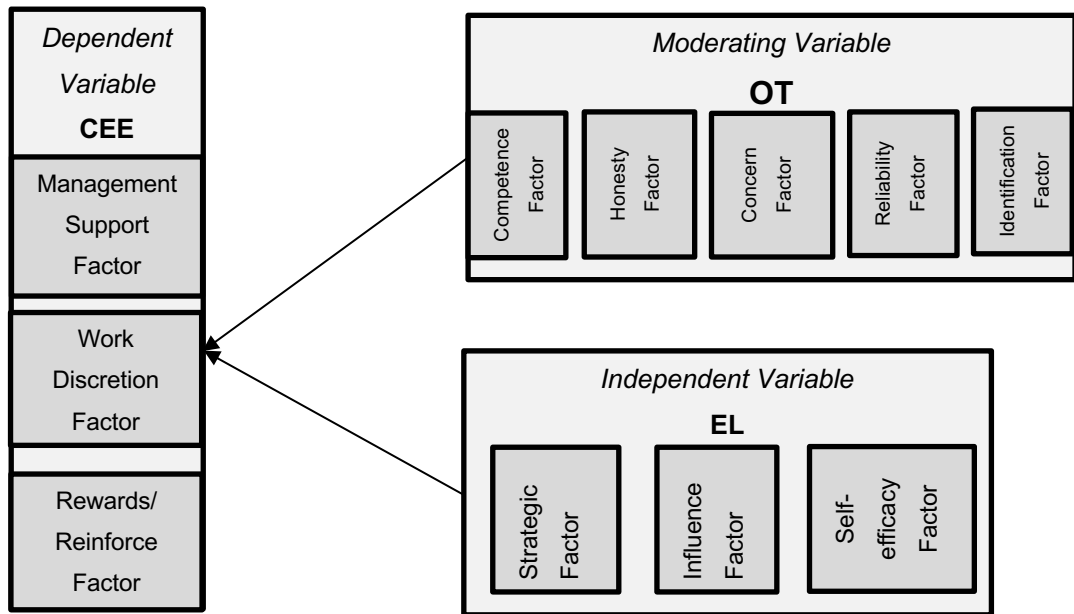 Dependent
Variable
CEE
Management
Support
Factor
Work
Discretion
Factor
Rewards/
Reinforce
Factor
Moderating Variable
OT
Competence
Factor
Honesty
Factor
Concern
Factor
Reliability
Factor
Identification
Factor
Independent Variable
EL
Strategic
Factor
Influence
Factor
Self-
efficacy
Factor